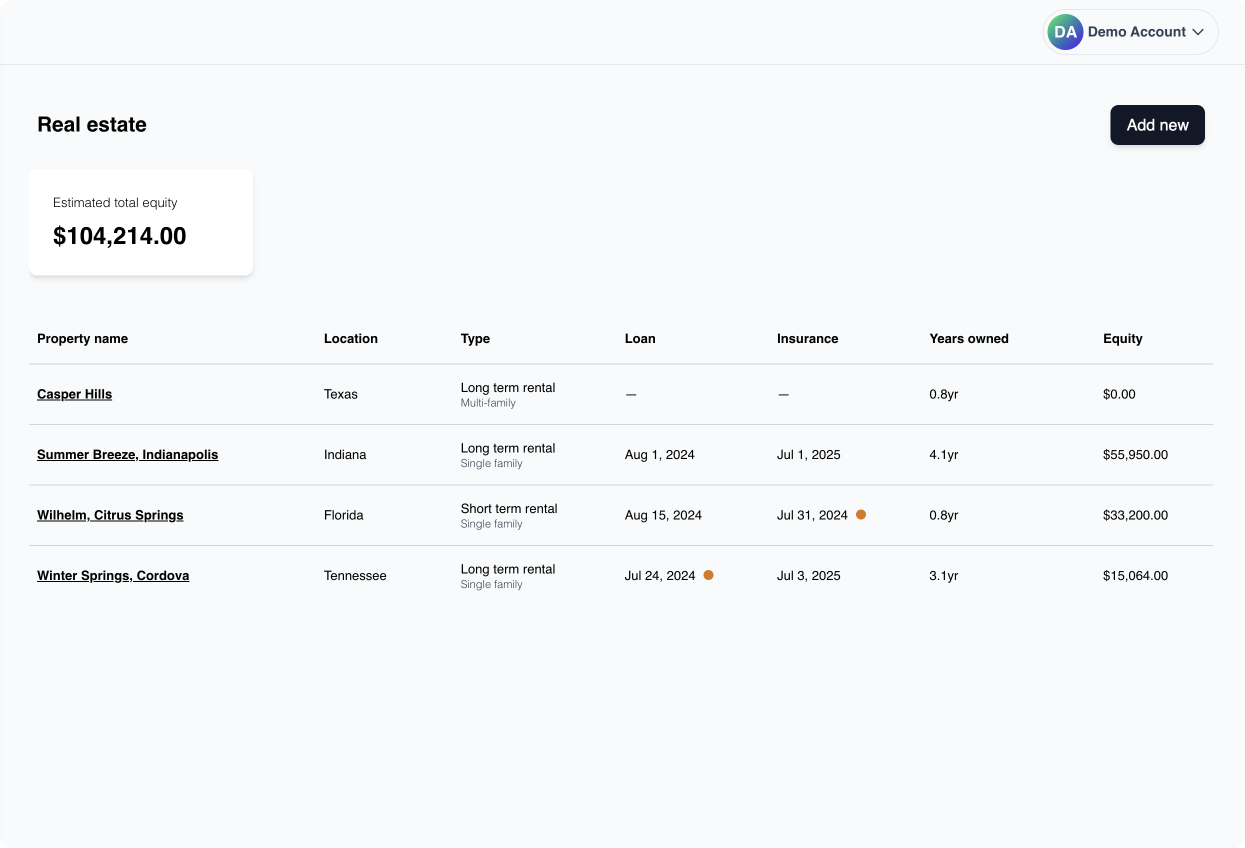 DA Demo Account
Real estate
Add new
Estimated total equity
$104,214.00
Property name Location Type Loan Insurance Years owned Equity
Casper Hills Texas Long term rental — — 0.8yr $0.00
Multi-family
Summer Breeze, Indianapolis Indiana Long term rental Aug 1, 2024 Jul 1, 2025 4.1yr $55,950.00
Single family
Wilhelm, Citrus Springs Florida Short term rental Aug 15, 2024 Jul 31, 2024 0.8yr $33,200.00
Single family
Winter Springs, Cordova Tennessee Long term rental Jul 24, 2024 Jul 3, 2025 3.1yr $15,064.00
Single family